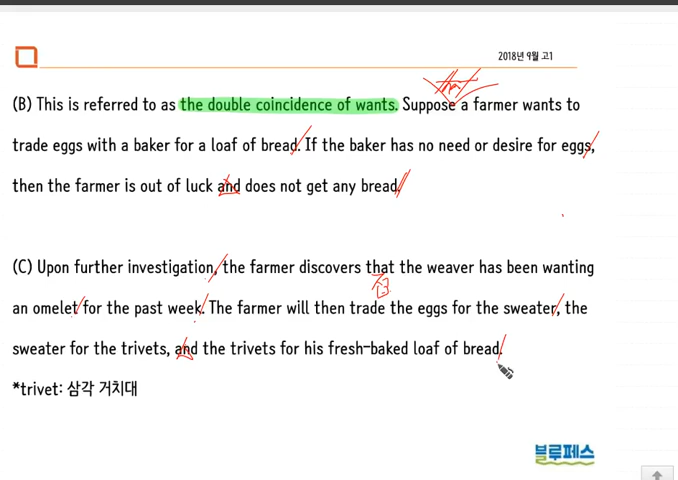 2018년 9월 고1
(B) This is referred to as the double coincidence of wants. Suppose a farmer wants to
trade eggs with a baker for a loaf of bread. If the baker has no need or desire for eggs,
then the farmer is out of luck and does not get any bread.
(C) Upon further investigation, the farmer discovers that the weaver has been wanting
접
an omelet for the past week. The farmer will then trade the eggs for the sweater, the
sweater for the trivets, and the trivets for his fresh-baked loaf of bread.
*trivet: 삼각 거치대
블루페스